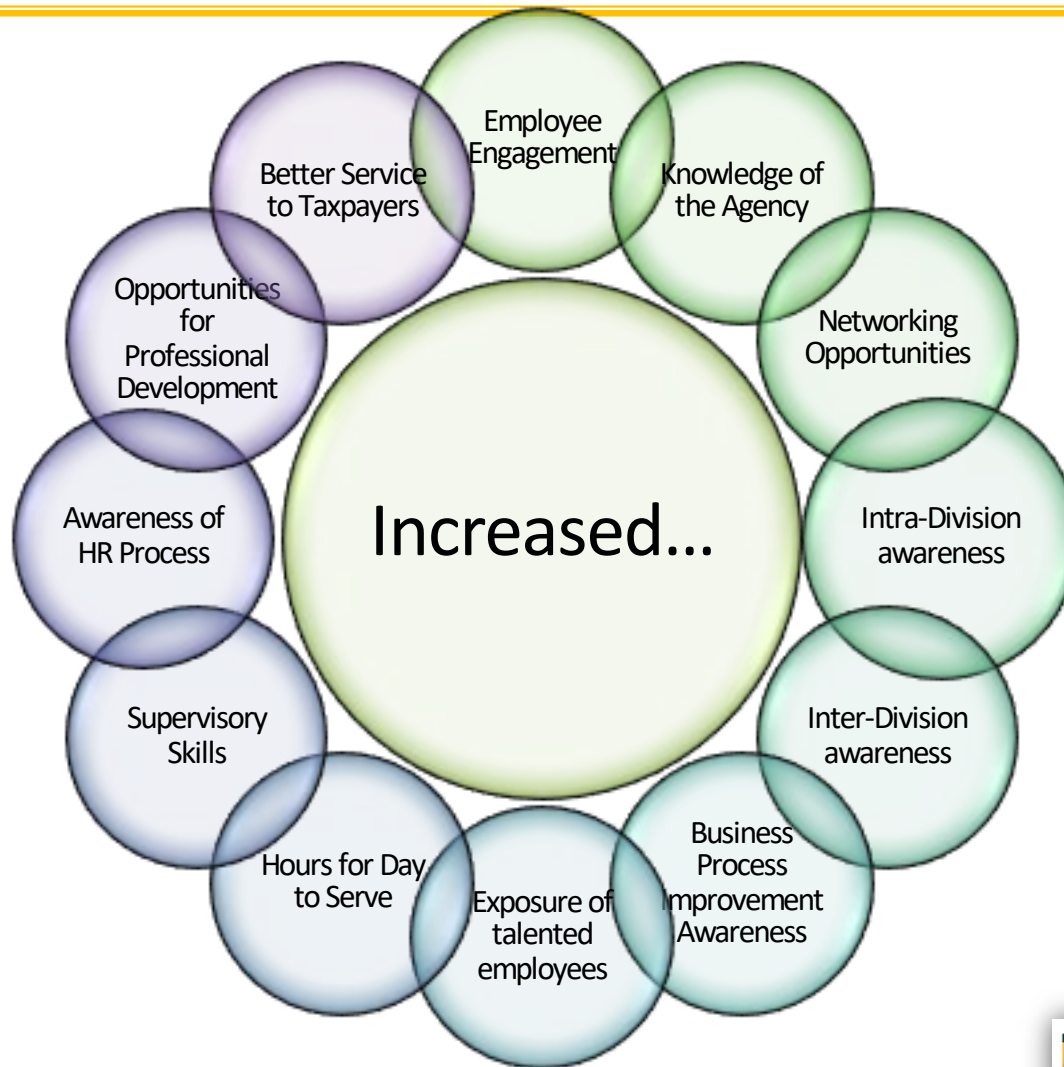 Employee
Engagement
Knowledge of
the Agency
Networking
Opportunities
Intra-Division
awareness
Inter-Division
awareness
Business
Process
Improvement
Awareness
Exposure of
talented
employees
Hours for Day
to Serve
Supervisory
Skills
Awareness of
HR Process
Opportunities
for
Professional
Development
Better Service
to Taxpayers
Increased...